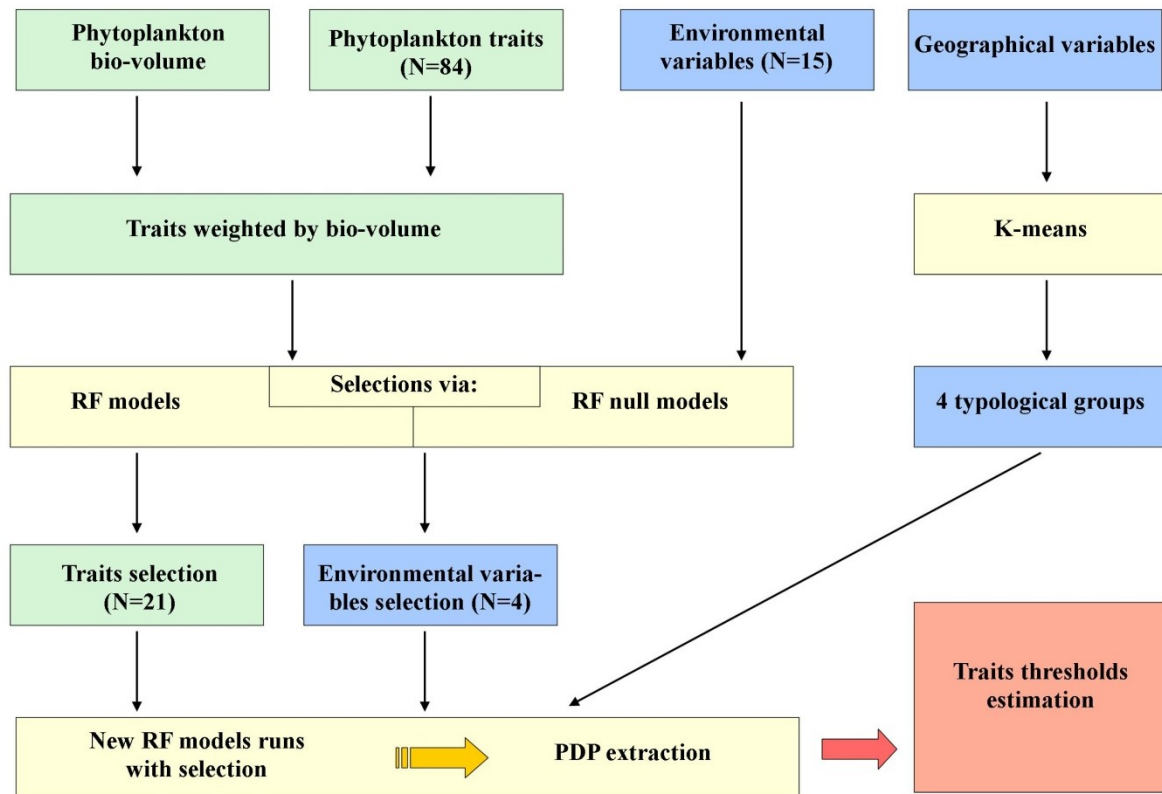 Phytoplankton
bio-volume
Phytoplankton traits
(N=84)
Environmental
variables (N=15)
Geographical variables
Traits weighted by bio-volume
K-means
Selections via:
RF models
RF null models
4 typological groups
Traits selection
(N=21)
Environmental varia-
bles selection (N=4)
Traits thresholds
estimation
New RF models runs
with selection
PDP extraction